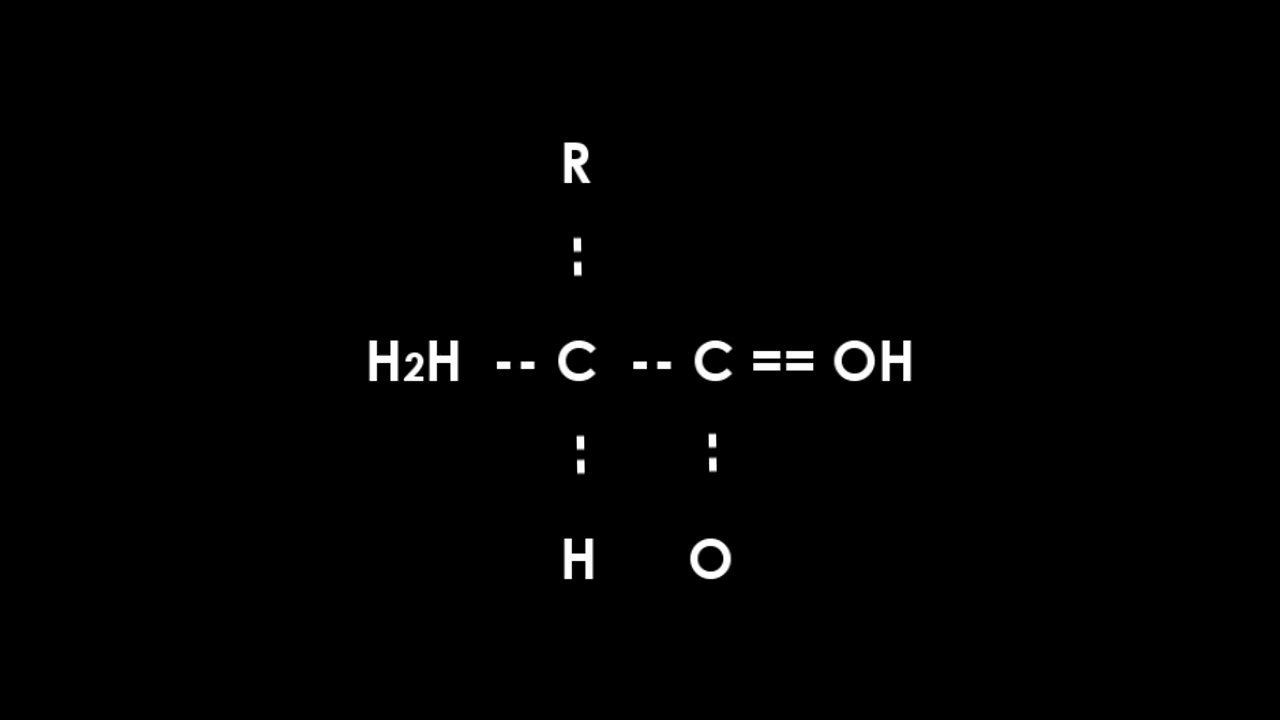 R
:
H2H -- C -- C == OH
: :
H O